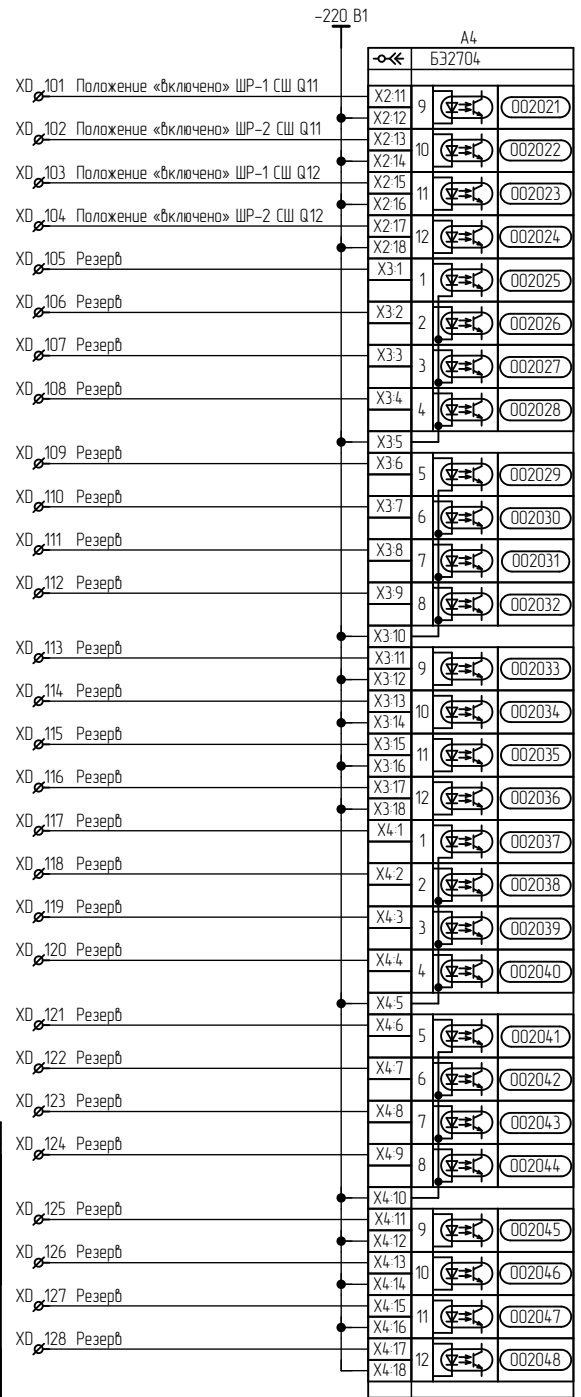 -220 В1
А4
Б32704
XD 101 Положение «Включено» ШР-1 СШ Q11
X2:11
X2:12
9
002021
XD 102 Положение «Включено» ШР-2 СШ Q11
X2:13
X2:14
10
002022
XD 103 Положение «Включено» ШР-1 СШ Q12
X2:15
X2:16
11
002023
XD 104 Положение «Включено» ШР-2 СШ Q12
X2:17
X2:18
12
002024
XD 105 Резерв
X3:1
1
002025
XD 106 Резерв
X3:2
2
002026
XD 107 Резерв
X3:3
3
002027
XD 108 Резерв
X3:4
4
002028
X3:5
XD 109 Резерв
X3:6
5
002029
XD 110 Резерв
X3:7
6
002030
XD 111 Резерв
X3:8
7
002031
XD 112 Резерв
X3:9
8
002032
X3:10
XD 113 Резерв
X3:11
X3:12
9
002033
XD 114 Резерв
X3:13
X3:14
10
002034
XD 115 Резерв
X3:15
X3:16
11
002035
XD 116 Резерв
X3:17
X3:18
12
002036
XD 117 Резерв
X4:1
1
002037
XD 118 Резерв
X4:2
2
002038
XD 119 Резерв
X4:3
3
002039
XD 120 Резерв
X4:4
4
002040
X4:5
XD 121 Резерв
X4:6
5
002041
XD 122 Резерв
X4:7
6
002042
XD 123 Резерв
X4:8
7
002043
XD 124 Резерв
X4:9
8
002044
X4:10
XD 125 Резерв
X4:11
X4:12
9
002045
XD 126 Резерв
X4:13
X4:14
10
002046
XD 127 Резерв
X4:15
X4:16
11
002047
XD 128 Резерв
X4:17
X4:18
12
002048